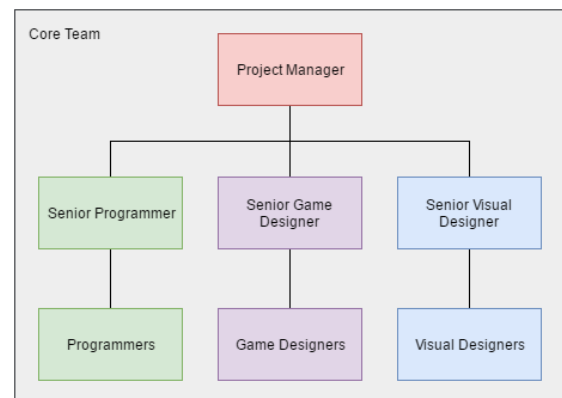 Core Team
Project Manager
Senior Programmer
Senior Game
Designer
Senior Visual
Designer
Programmers
Game Designers
Visual Designers